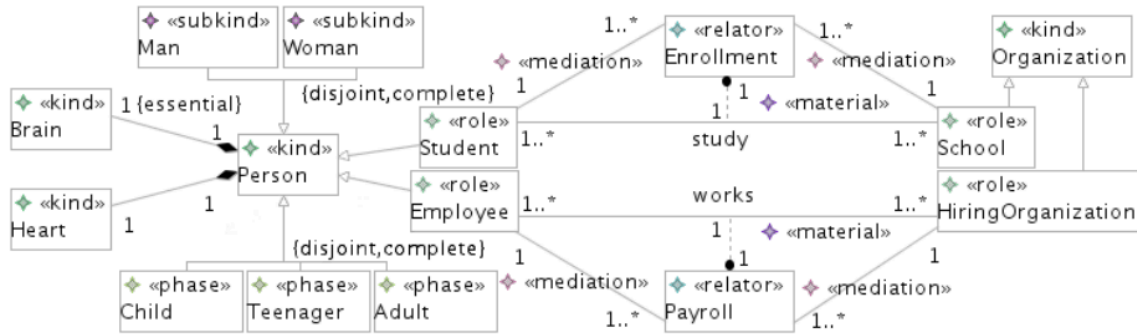 «subkind»
Man
«subkind»
Woman
1..*
«relator»
Enrollment
1..*
«kind»
Organization
«mediation»
«mediation»
«kind»
Brain
1 {essential}
1
{disjoint,complete}
1
1
1
«material»
1
«kind»
Person
«role»
Student
1..*
study
1..*
«role»
School
«kind»
Heart
1
1
«role»
Employee
1..*
works
1..*
«role»
HiringOrganization
{disjoint,complete}
1
1
1
«material»
1
«phase»
Child
«phase»
Teenager
«phase»
Adult
«mediation»
1..*
«relator»
Payroll
«mediation»
1..*